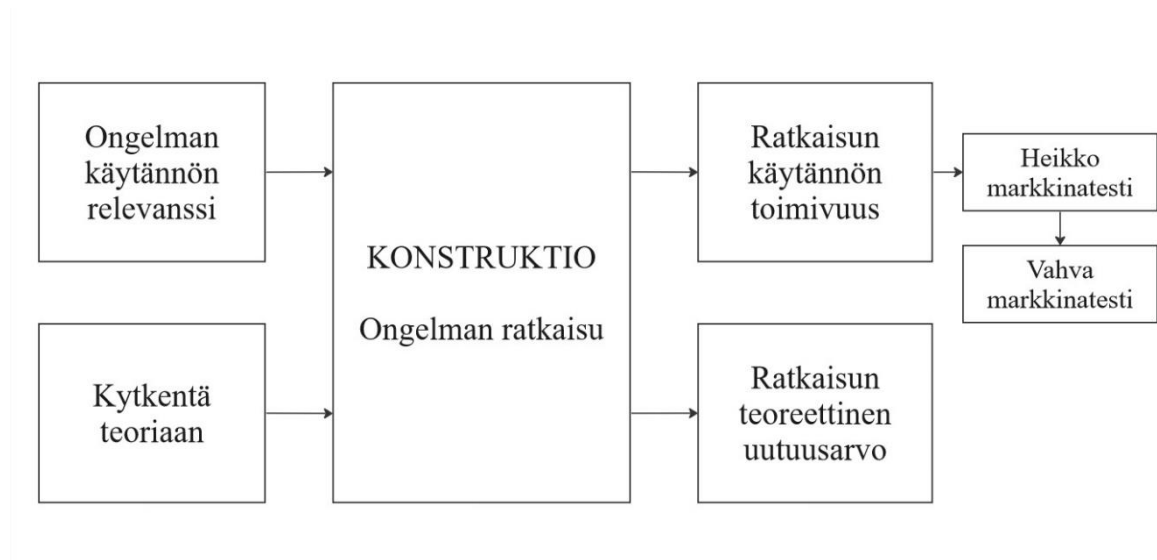 Ongelman
käytännön
relevanssi
Kytkentä
teoriaan
KONSTRUKTIO
Ongelman ratkaisu
Ratkaisun
käytännön
toimivuus
Ratkaisun
teoreettinen
uutuusarvo
Heikko
markkinatesti
Vahva
markkinatesti